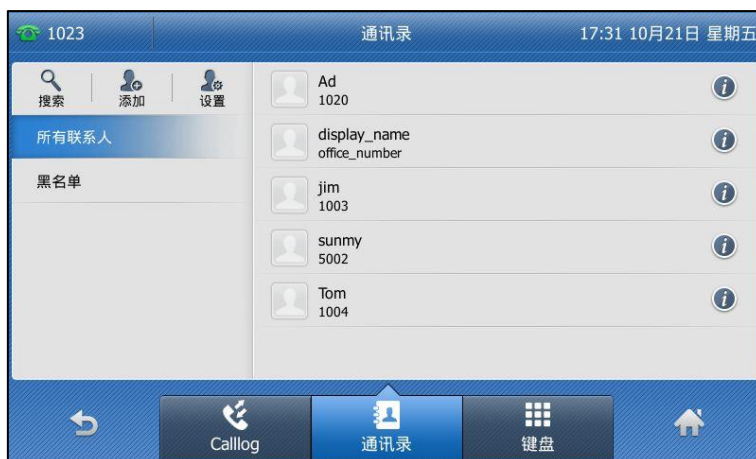 1023
通讯录
17:31 10月21日 星期五
搜索
添加
设置
所有联系人
黑名单
Ad
1020
display_name
office_number
jim
1003
sunmy
5002
Tom
1004
Calllog
通讯录
键盘